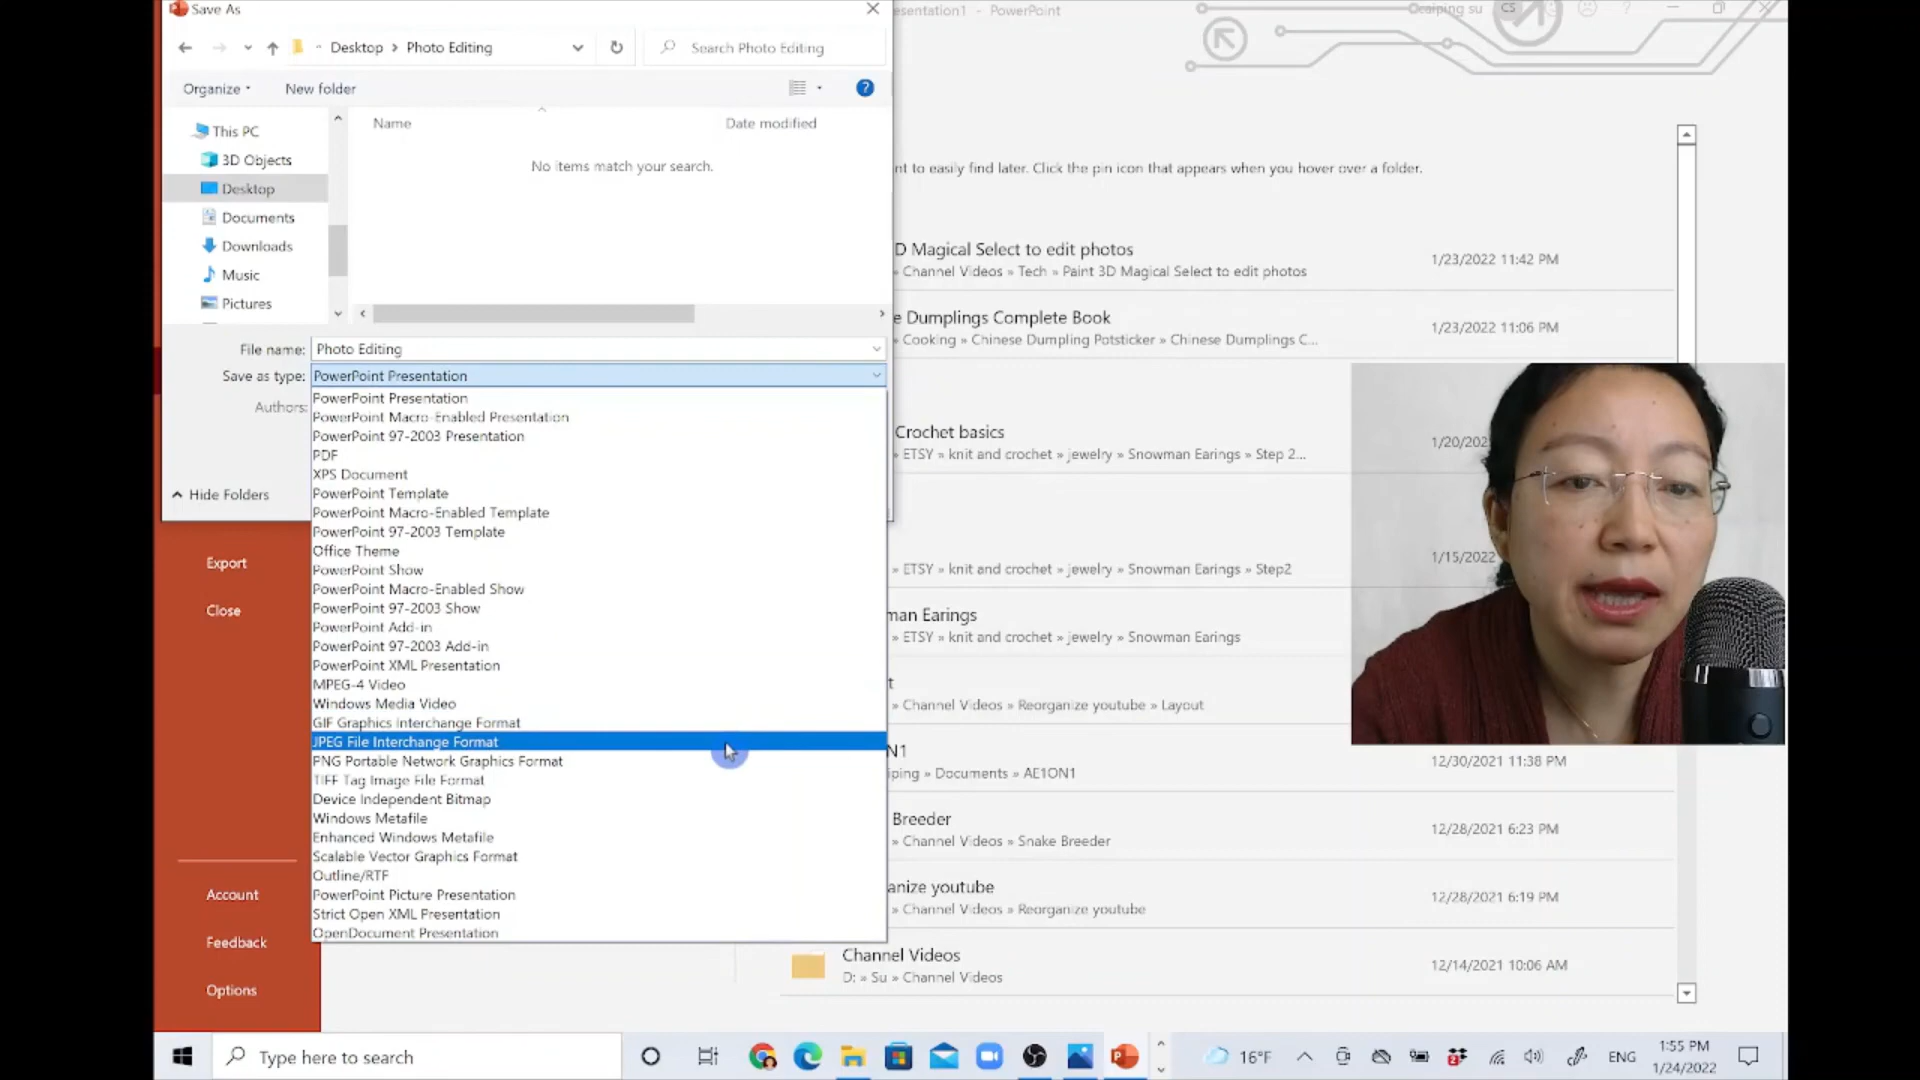 Save As
esentation1 - PowerPoint
caiping su
CS
Desktop > Photo Editing
Search Photo Editing
Organize
New folder
Name
Date modified
No items match your search.
This PC
3D Objects
Desktop
Documents
Downloads
Music
Pictures
File name: Photo Editing
Save as type: PowerPoint Presentation
Authors:
PowerPoint Presentation
PowerPoint Macro-Enabled Presentation
PowerPoint 97-2003 Presentation
PDF
XPS Document
PowerPoint Template
PowerPoint Macro-Enabled Template
PowerPoint 97-2003 Template
Office Theme
PowerPoint Show
PowerPoint Macro-Enabled Show
PowerPoint 97-2003 Show
PowerPoint Add-in
PowerPoint 97-2003 Add-in
PowerPoint XML Presentation
MPEG-4 Video
Windows Media Video
GIF Graphics Interchange Format
JPEG File Interchange Format
PNG Portable Network Graphics Format
TIFF Tag Image File Format
Device Independent Bitmap
Windows Metafile
Enhanced Windows Metafile
Scalable Vector Graphics Format
Outline/RTF
PowerPoint Picture Presentation
Strict Open XML Presentation
OpenDocument Presentation
Hide Folders
Export
Close
Account
Feedback
Options
nt to easily find later. Click the pin icon that appears when you hover over a folder.
D Magical Select to edit photos
» Channel Videos » Tech » Paint 3D Magical Select to edit photos
1/23/2022 11:42 PM
e Dumplings Complete Book
» Cooking » Chinese Dumpling Potsticker » Chinese Dumplings C...
1/23/2022 11:06 PM
Crochet basics
» ETSY » knit and crochet » jewelry » Snowman Earings » Step 2...
1/20/202
» ETSY » knit and crochet » jewelry » Snowman Earings » Step2
1/15/2022
man Earings
» ETSY » knit and crochet » jewelry » Snowman Earings
t
» Channel Videos » Reorganize youtube » Layout
N1
iping » Documents » AE1ON1
12/30/2021 11:38 PM
Breeder
» Channel Videos » Snake Breeder
12/28/2021 6:23 PM
anize youtube
» Channel Videos » Reorganize youtube
12/28/2021 6:19 PM
Channel Videos
D: » Su » Channel Videos
12/14/2021 10:06 AM
Type here to search
16°F
ENG
1:55 PM
1/24/2022